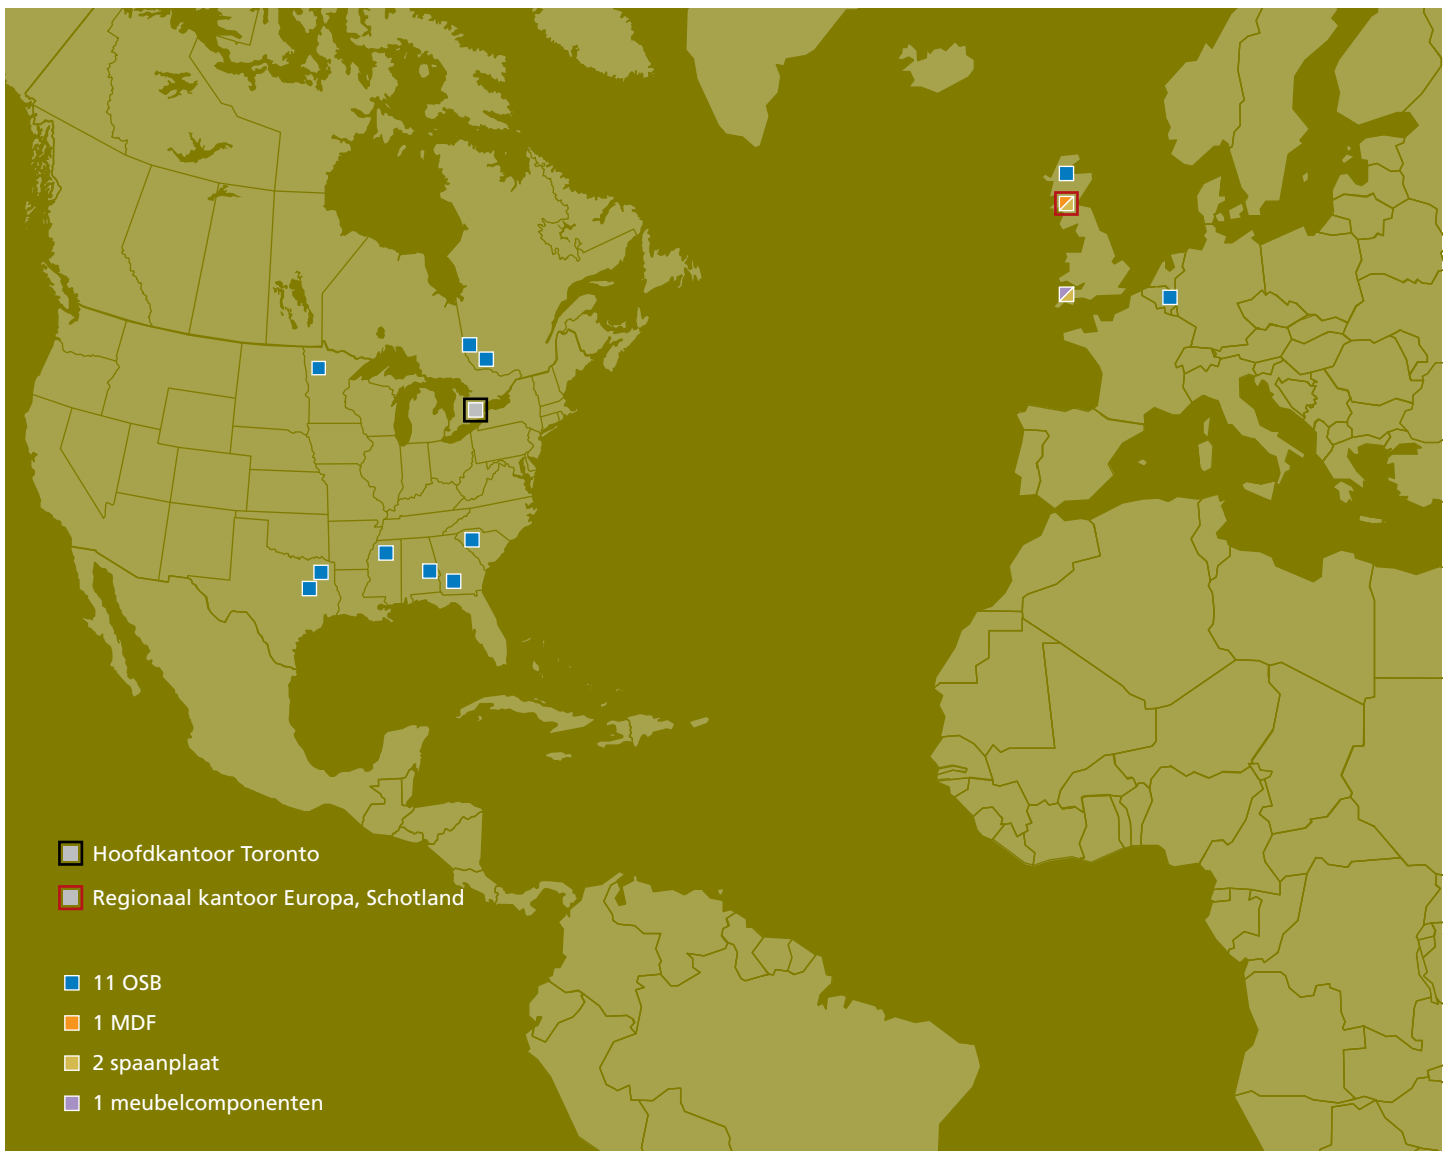 Hoofdkantoor Toronto
Regionaal kantoor Europa, Schotland
11 OSB
1 MDF
2 spaanplaat
1 meubelcomponenten